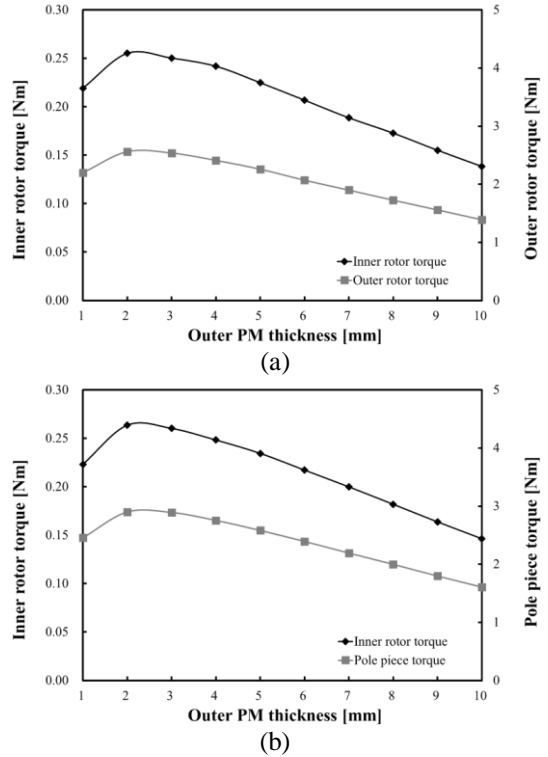 0.30
0.25
0.20
0.15
0.10
0.05
0.00
Inner rotor torque [Nm]
5
4
3
2
1
0
Outer rotor torque [Nm]
Inner rotor torque
Outer rotor torque
1 2 3 4 5 6 7 8 9 10
Outer PM thickness [mm]
(a)
0.30
0.25
0.20
0.15
0.10
0.05
0.00
Inner rotor torque [Nm]
5
4
3
2
1
0
Pole piece torque [Nm]
Inner rotor torque
Pole piece torque
1 2 3 4 5 6 7 8 9 10
Outer PM thickness [mm]
(b)